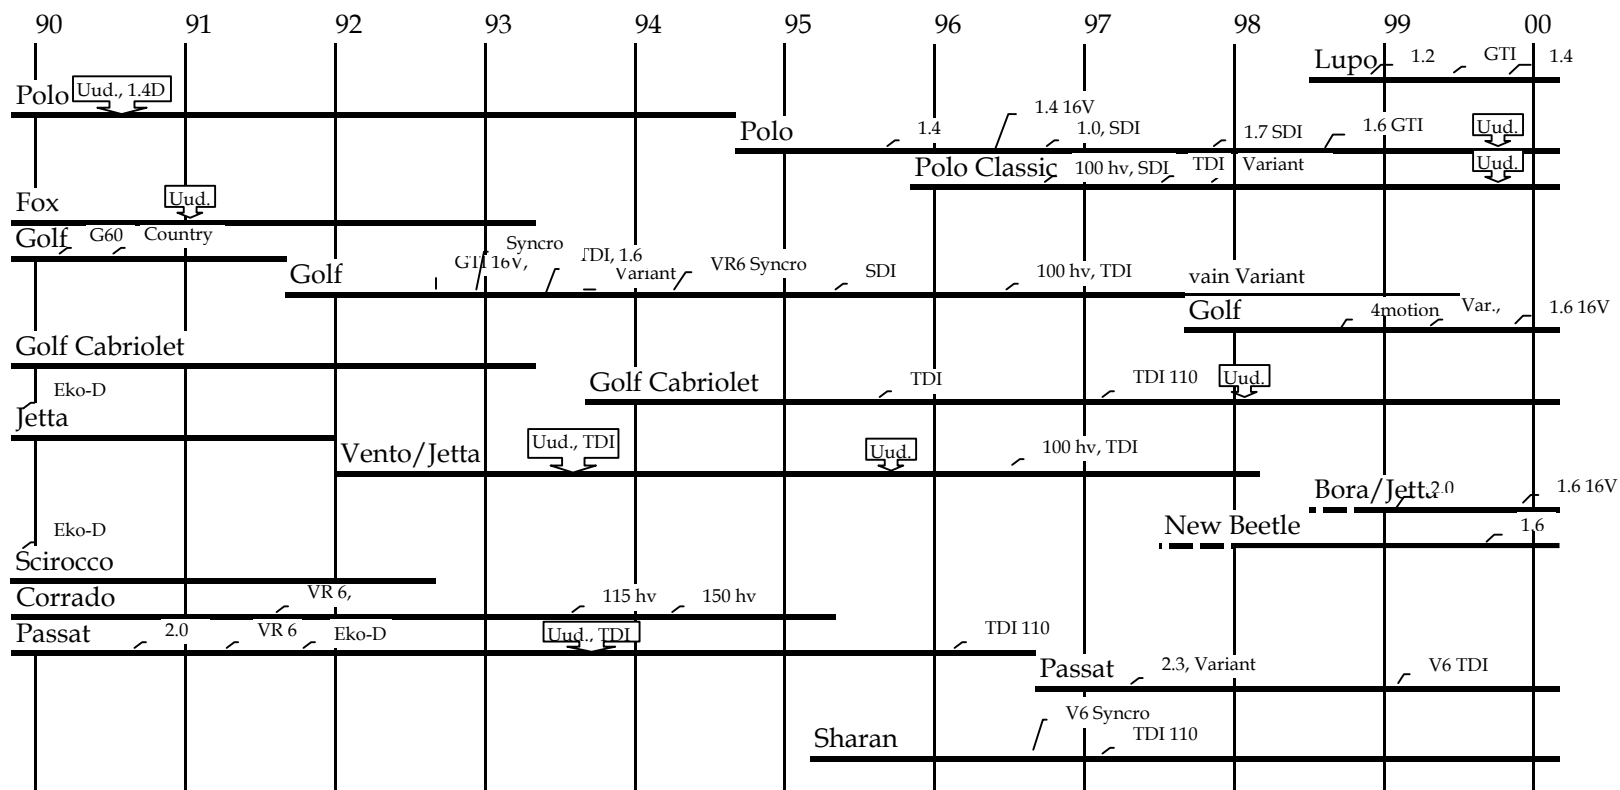 90 91 92 93 94 95 96 97 98 99 00
Lupo 1.2 GTI 1.4
Polo Uud., 1.4D
Polo 1.4 1.4 16V 1.0, SDI 1.7 SDI 1.6 GTI Uud.
Polo Classic 100 hv, SDI TDI Variant Uud.
Fox Uud.
Golf G60 Country
Golf GTI 16V, Syncro TDI, 1.6 Variant VR6 Syncro SDI 100 hv, TDI vain Variant
Golf 4motion Var., 1.6 16V
Golf Cabriolet
Golf Cabriolet TDI TDI 110 Uud.
Eko-D
Jetta
Vento/Jetta Uud., TDI Uud. 100 hv, TDI
Bora/Jetta 2.0 1.6 16V
New Beetle 1.6
Eko-D
Scirocco
Corrado VR 6, 115 hv 150 hv
Passat 2.0 VR 6 Eko-D Uud., TDI TDI 110
Passat 2.3, Variant V6 TDI
Sharan V6 Syncro TDI 110